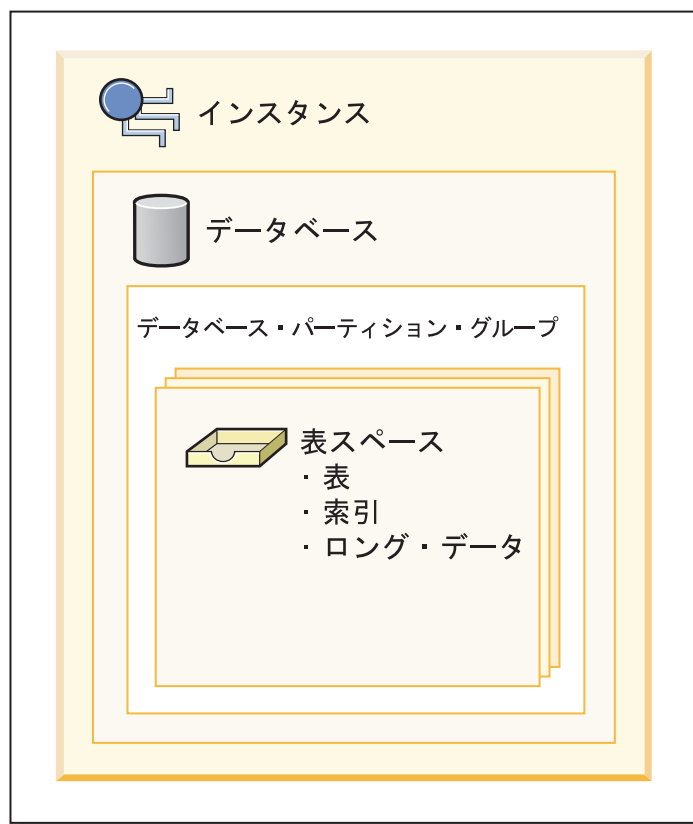 インスタンス
データベース
データベース・パーティション・グループ
表スペース
・表
・索引
・ロング・データ